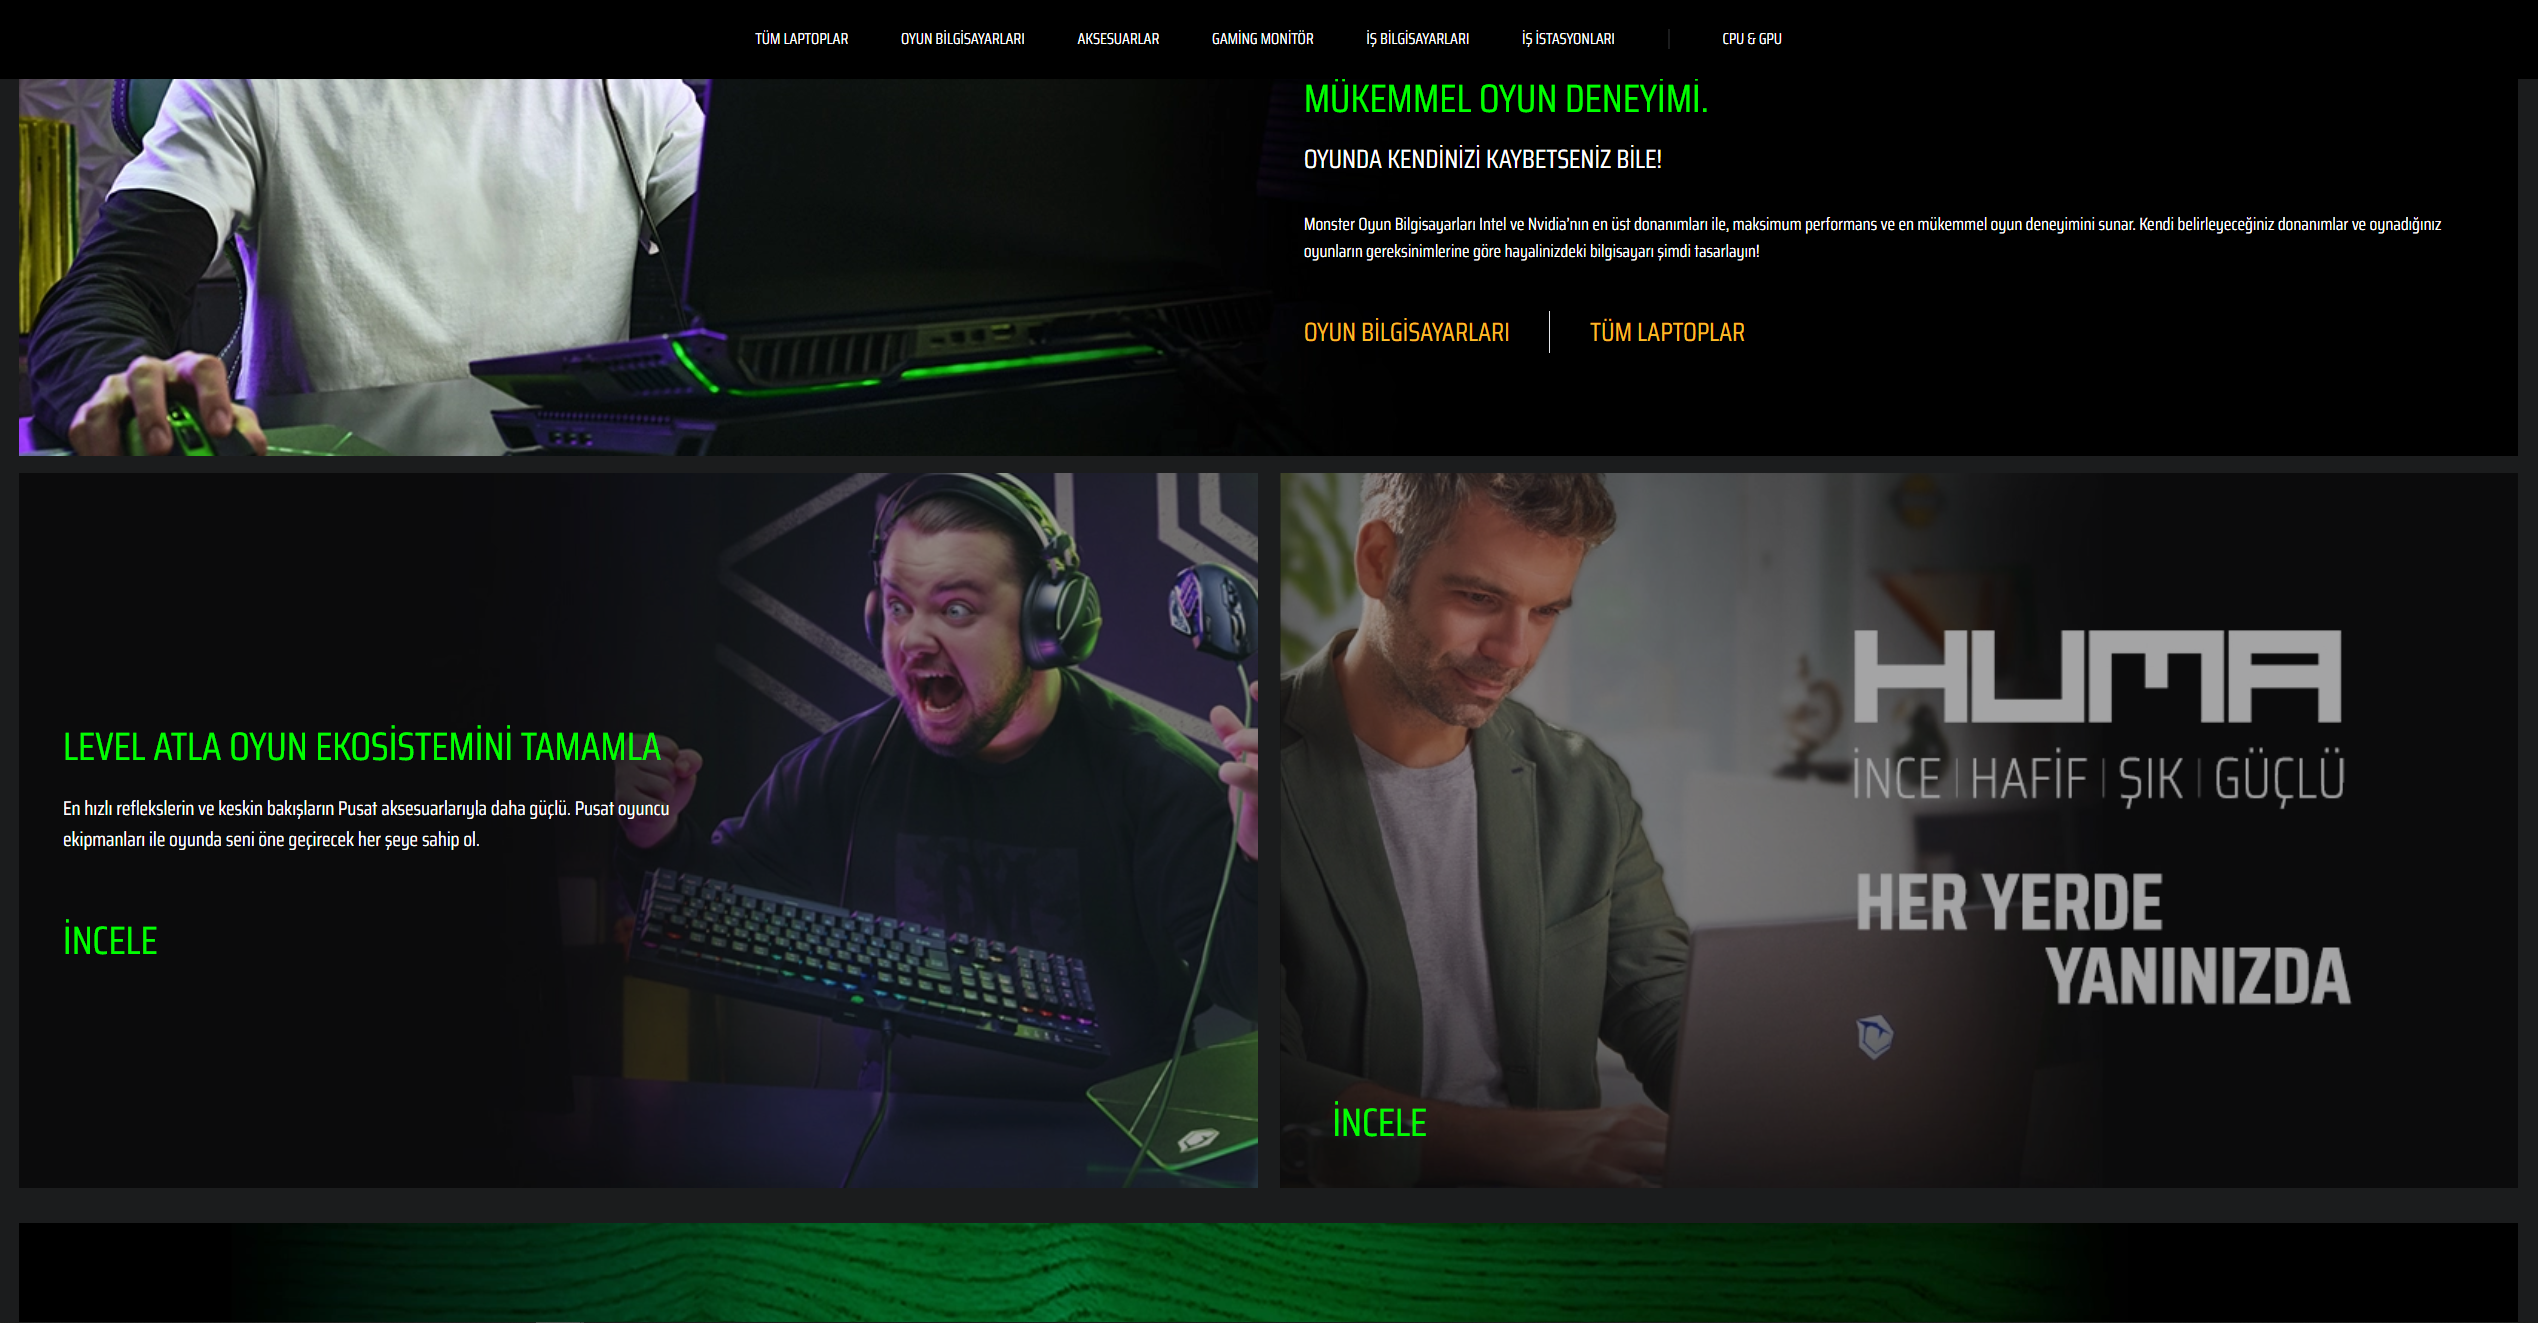 TÜM LAPTOPLAR OYUN BİLGİSAYARLARI AKSESUARLAR GAMİNG MONİTÖR İŞ BİLGİSAYARLARI İŞ İSTASYONLARI | CPU & GPU
MÜKEMMEL OYUN DENEYİMİ.
OYUNDA KENDİNİZİ KAYBETSENİZ BİLE!
Monster Oyun Bilgisayarları Intel ve Nvidia'nın en üst donanımları ile, maksimum performans ve en mükemmel oyun deneyimini sunar. Kendi belirleyeceğiniz donanımlar ve oynadığınız
oyunların gereksinimlerine göre hayalinizdeki bilgisayarı şimdi tasarlayın!
OYUN BİLGİSAYARLARI | TÜM LAPTOPLAR
LEVEL ATLA OYUN EKOSİSTEMİNİ TAMAMLA
En hızlı reflekslerin ve keskin bakışların Pusat aksesuarlarıyla daha güçlü. Pusat oyuncu
ekipmanları ile oyunda seni öne geçirecek her şeye sahip ol.
İNCELE
HUMA
İNCE | HAFİF | ŞIK | GÜÇLÜ
HER YERDE
YANINIZDA
İNCELE